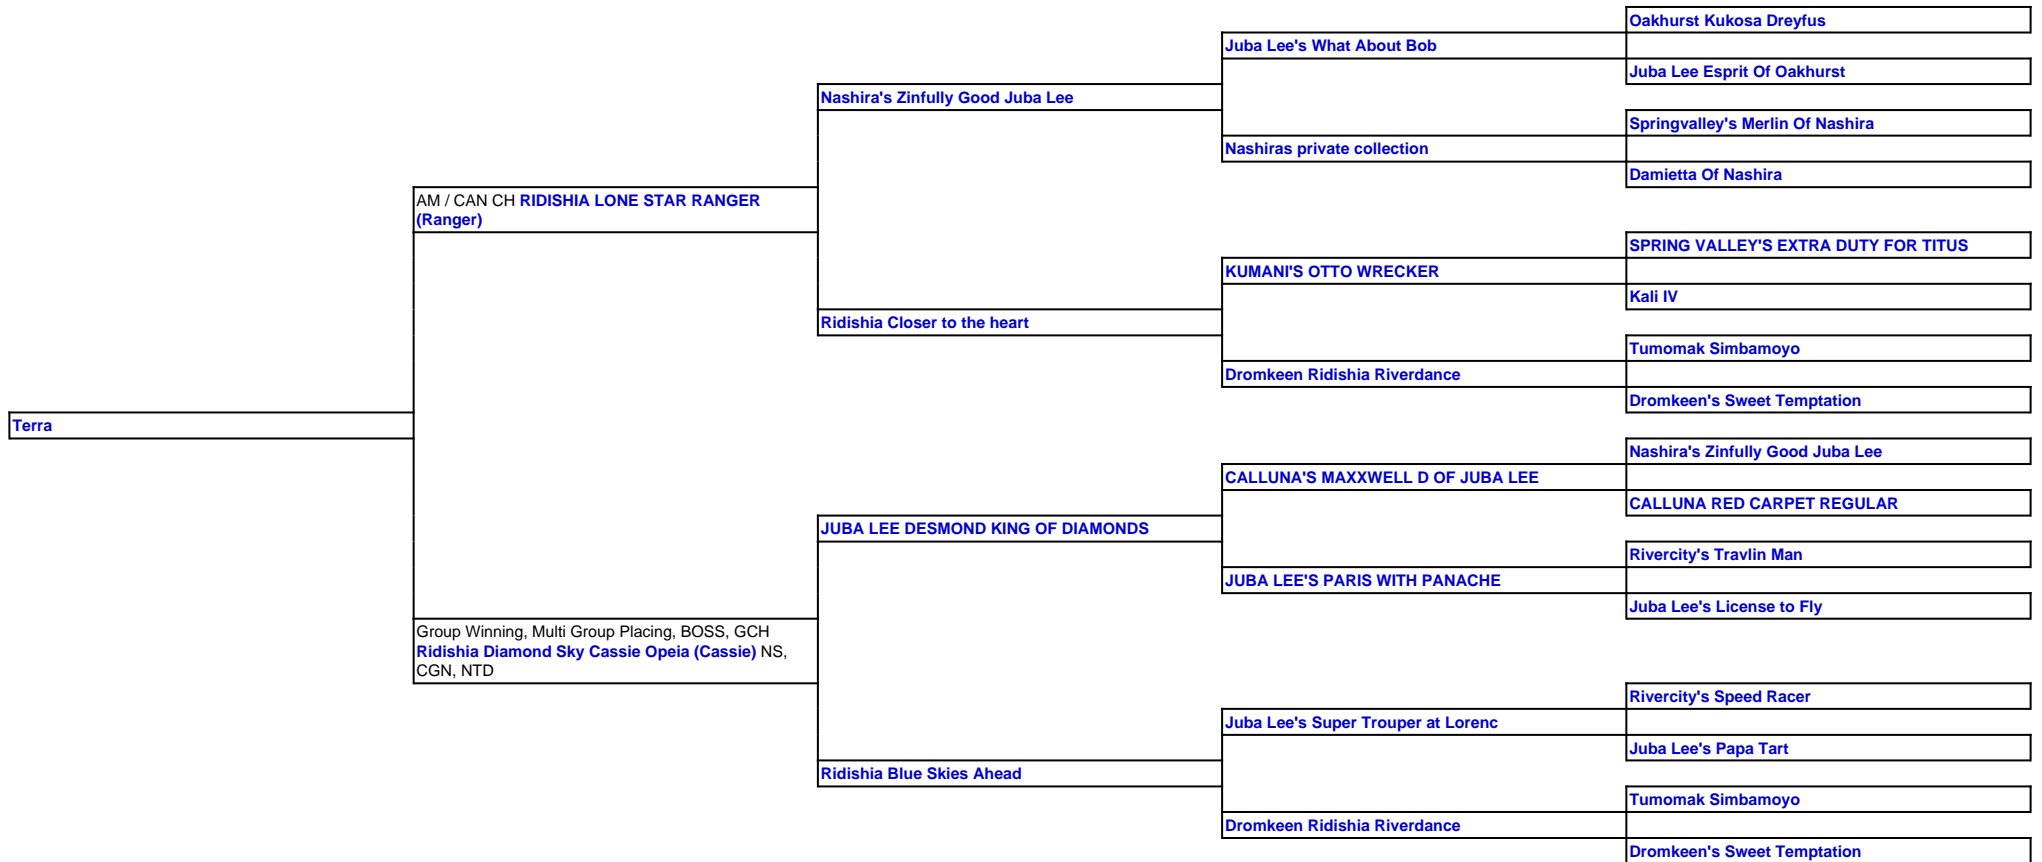 Oakhurst Kukosa Dreyfus
Juba Lee's What About Bob
Juba Lee Esprit Of Oakhurst
Nashira's Zinfully Good Juba Lee
Springvalley's Merlin Of Nashira
Nashiras private collection
Damietta Of Nashira
AM / CAN CH RIDISHIA LONE STAR RANGER
(Ranger)
SPRING VALLEY'S EXTRA DUTY FOR TITUS
KUMANI'S OTTO WRECKER
Kali IV
Ridishia Closer to the heart
Tumomak Simbamoyo
Dromkeen Ridishia Riverdance
Dromkeen's Sweet Temptation
Terra
Nashira's Zinfully Good Juba Lee
CALLUNA'S MAXXWELL D OF JUBA LEE
CALLUNA RED CARPET REGULAR
JUBA LEE DESMOND KING OF DIAMONDS
Rivercity's Travlin Man
JUBA LEE'S PARIS WITH PANACHE
Juba Lee's License to Fly
Group Winning, Multi Group Placing, BOSS, GCH
Ridishia Diamond Sky Cassie Opeia (Cassie) NS,
CGN, NTD
Rivercity's Speed Racer
Juba Lee's Super Trouper at Lorenc
Juba Lee's Papa Tart
Ridishia Blue Skies Ahead
Tumomak Simbamoyo
Dromkeen Ridishia Riverdance
Dromkeen's Sweet Temptation